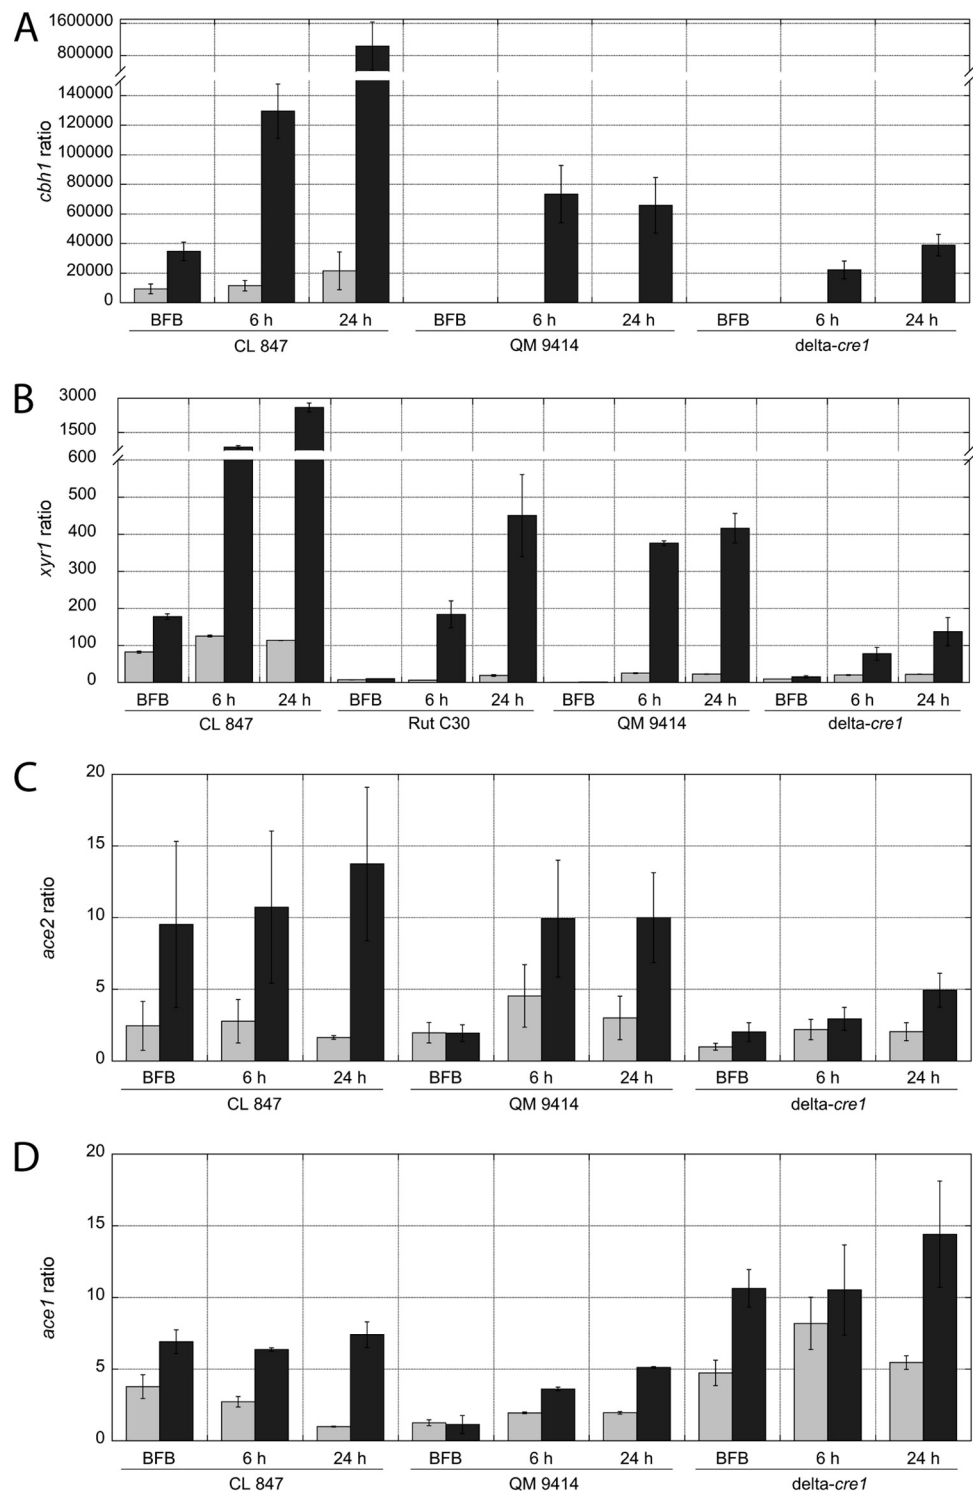 A
1600000
800000
140000
120000
100000
80000
60000
40000
20000
0
cbh1 ratio
BFB 6 h 24 h BFB 6 h 24 h BFB 6 h 24 h
CL 847 QM 9414 delta-cre1
B
3000
1500
600
500
400
300
200
100
0
xyr1 ratio
BFB 6 h 24 h BFB 6 h 24 h BFB 6 h 24 h BFB 6 h 24 h
CL 847 Rut C30 QM 9414 delta-cre1
C
20
15
10
5
0
ace2 ratio
BFB 6 h 24 h BFB 6 h 24 h BFB 6 h 24 h
CL 847 QM 9414 delta-cre1
D
20
15
10
5
0
ace1 ratio
BFB 6 h 24 h BFB 6 h 24 h BFB 6 h 24 h
CL 847 QM 9414 delta-cre1